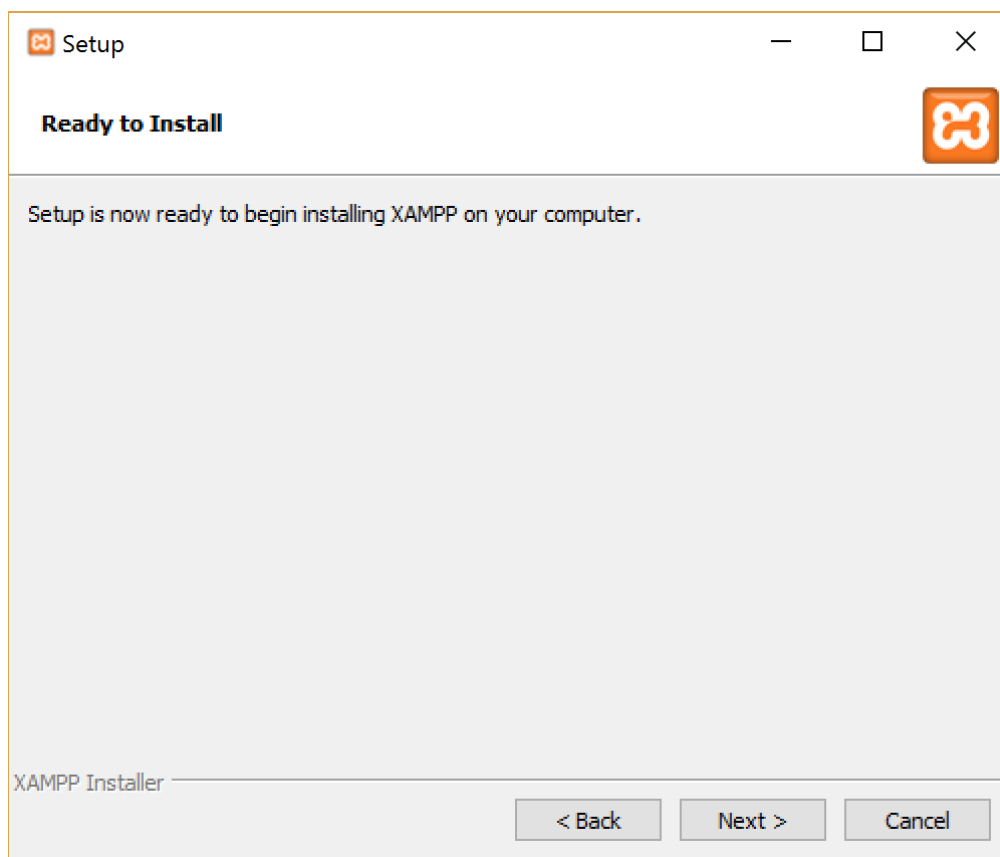 Setup
Ready to Install
Setup is now ready to begin installing XAMPP on your computer.
XAMPP Installer
< Back
Next >
Cancel